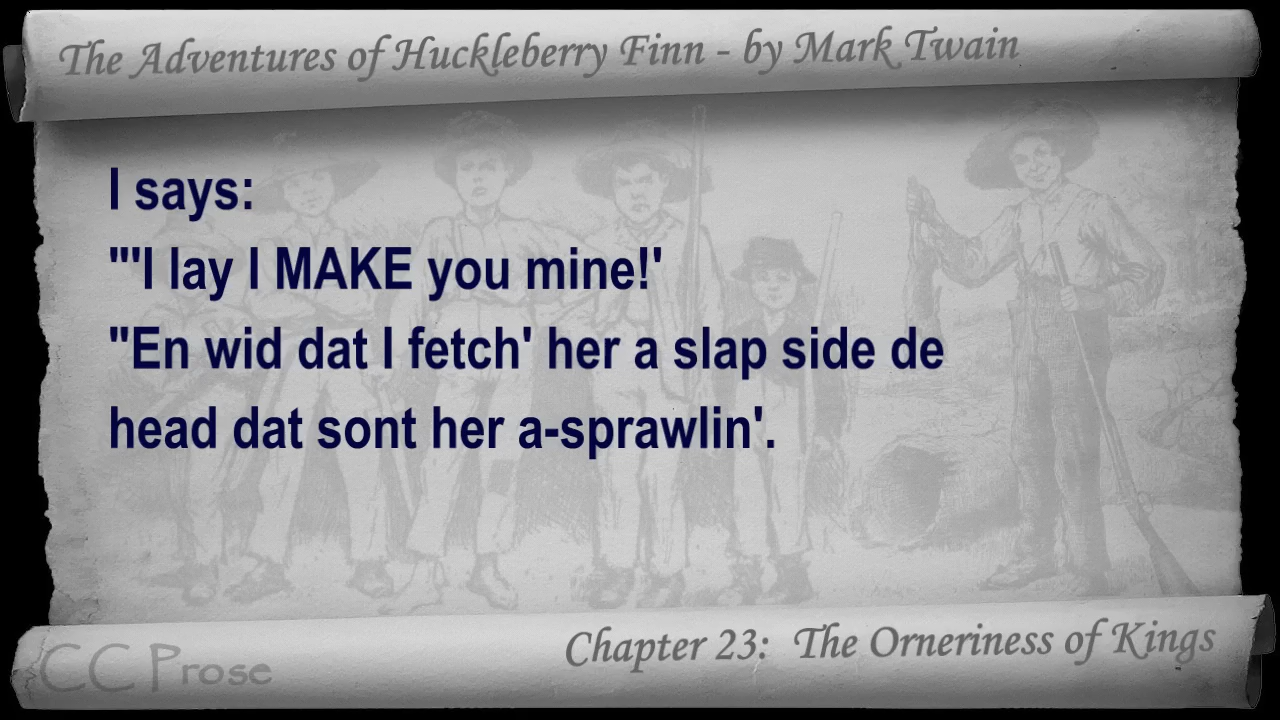 The Adventures of Huckleberry Finn - by Mark Twain
I says:
"'I lay I MAKE you mine!'
"En wid dat I fetch' her a slap side de
head dat sont her a-sprawlin'.
Chapter 23: The Orneriness of Kings
CC Prose